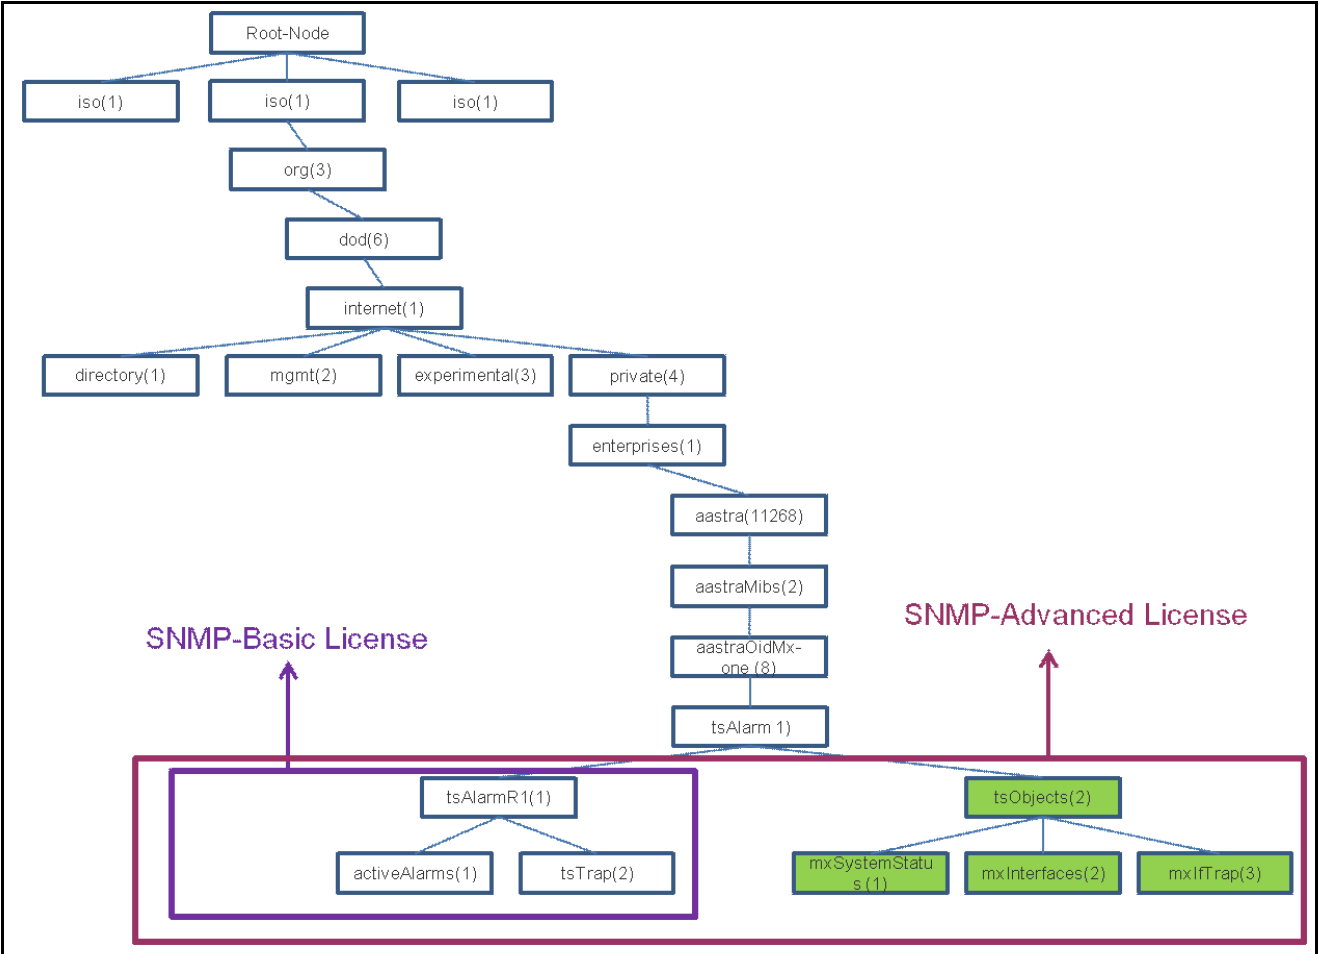 Root-Node
iso(1)
iso(1)
iso(1)
org(3)
dod(6)
internet(1)
directory(1)
mgmt(2)
experimental(3)
private(4)
enterprises(1)
aastra(11268)
aastraMibs(2)
SNMP-Advanced License
SNMP-Basic License
aastraOidMx-
one (8)
tsAlarm 1)
tsAlarmR1(1)
tsObjects(2)
activeAlarms(1)
tsTrap(2)
mxSystemStatu
s (1)
mxInterfaces(2)
mxIfTrap(3)